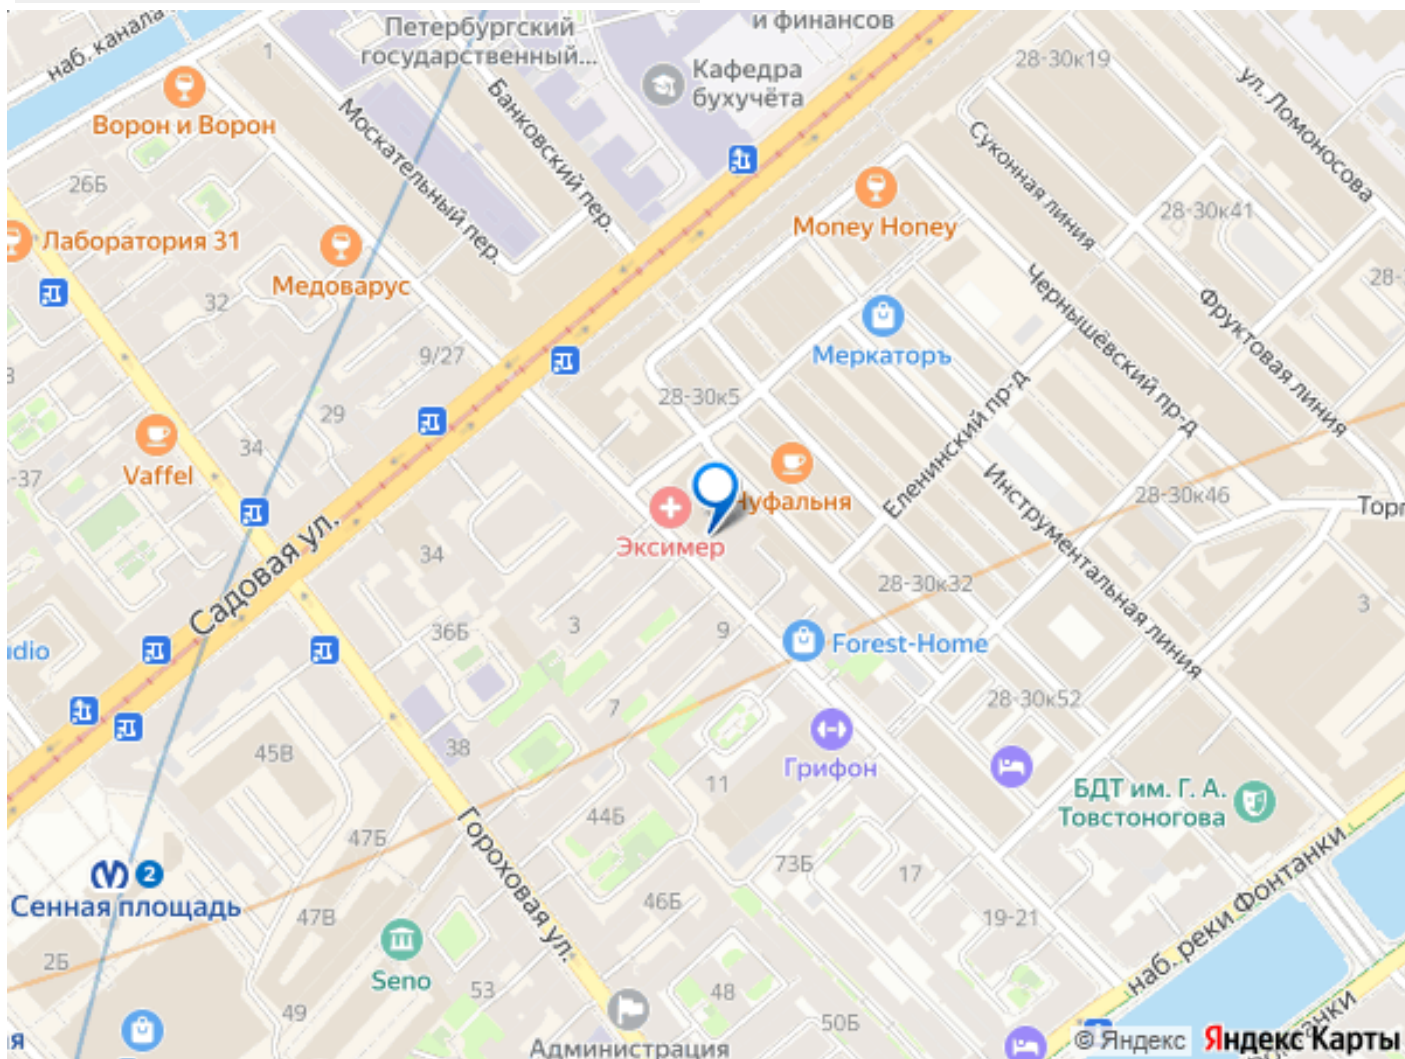 наб. канала
1
Петербургский
государственный...
и финансов
Кафедра
бухучёта
28-30к19
ул. Ломоносова
Ворон и Ворон
Москательный пер.
Банковский пер.
Суконная линия
26Б
Money Honey
28-30к41
Лаборатория 31
Медоварус
32
28-
Чернышёвский пр-д
Фруктовая линия
9/27
Меркаторъ
28-30к5
29
34
Еленинский пр-д
-37
Vaffel
Чуфальня
28-30к46
Инструментальная линия
Торг
Эксимер
Садовая ул.
34
28-30к32
3
36Б
3
9
dio
Forest-Home
7
28-30к52
38
45В
Грифон
11
БДТ им. Г. А.
Товстоногова
44Б
47Б
Гороховая ул.
73Б
17
2
Сенная площадь
46Б
47В
19-21
наб. реки Фонтанки
2Б
Seno
53
48
49
50Б
я
Администрация
© Яндекс
Яндекс Карты